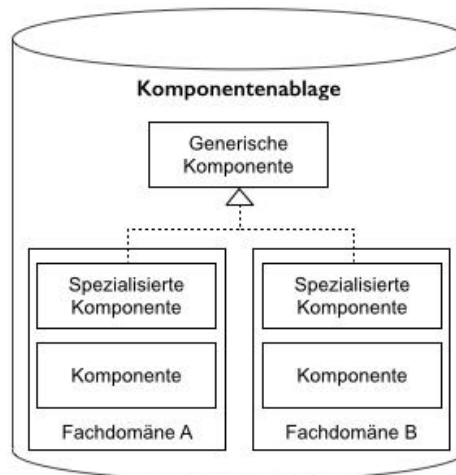 Komponentenablage
Generische
Komponente
Spezialisierte
Komponente
Komponente
Fachdomäne A
Spezialisierte
Komponente
Komponente
Fachdomäne B